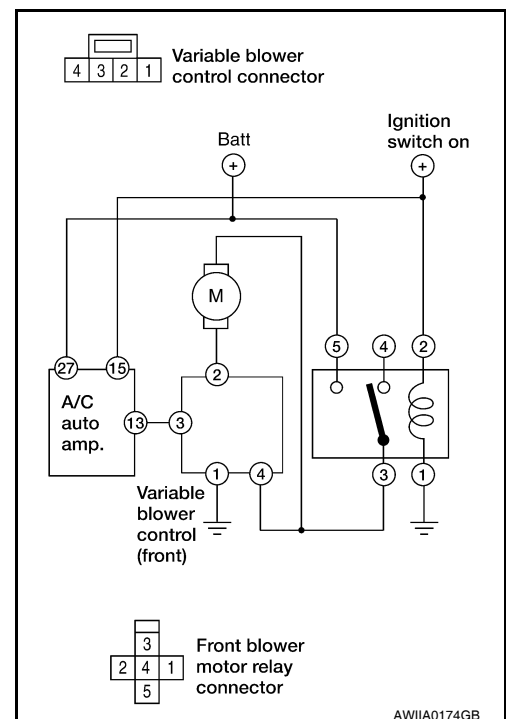 Variable blower
control connector
4 3 2 1
Ignition
switch on
Batt
+
+
M
5 4 2
27 15
2
A/C
auto
amp.
13 3
1 4
3 1
Variable
blower
control
(front)
3
2 4 1
5
Front blower
motor relay
connector
AWIIA0174GB